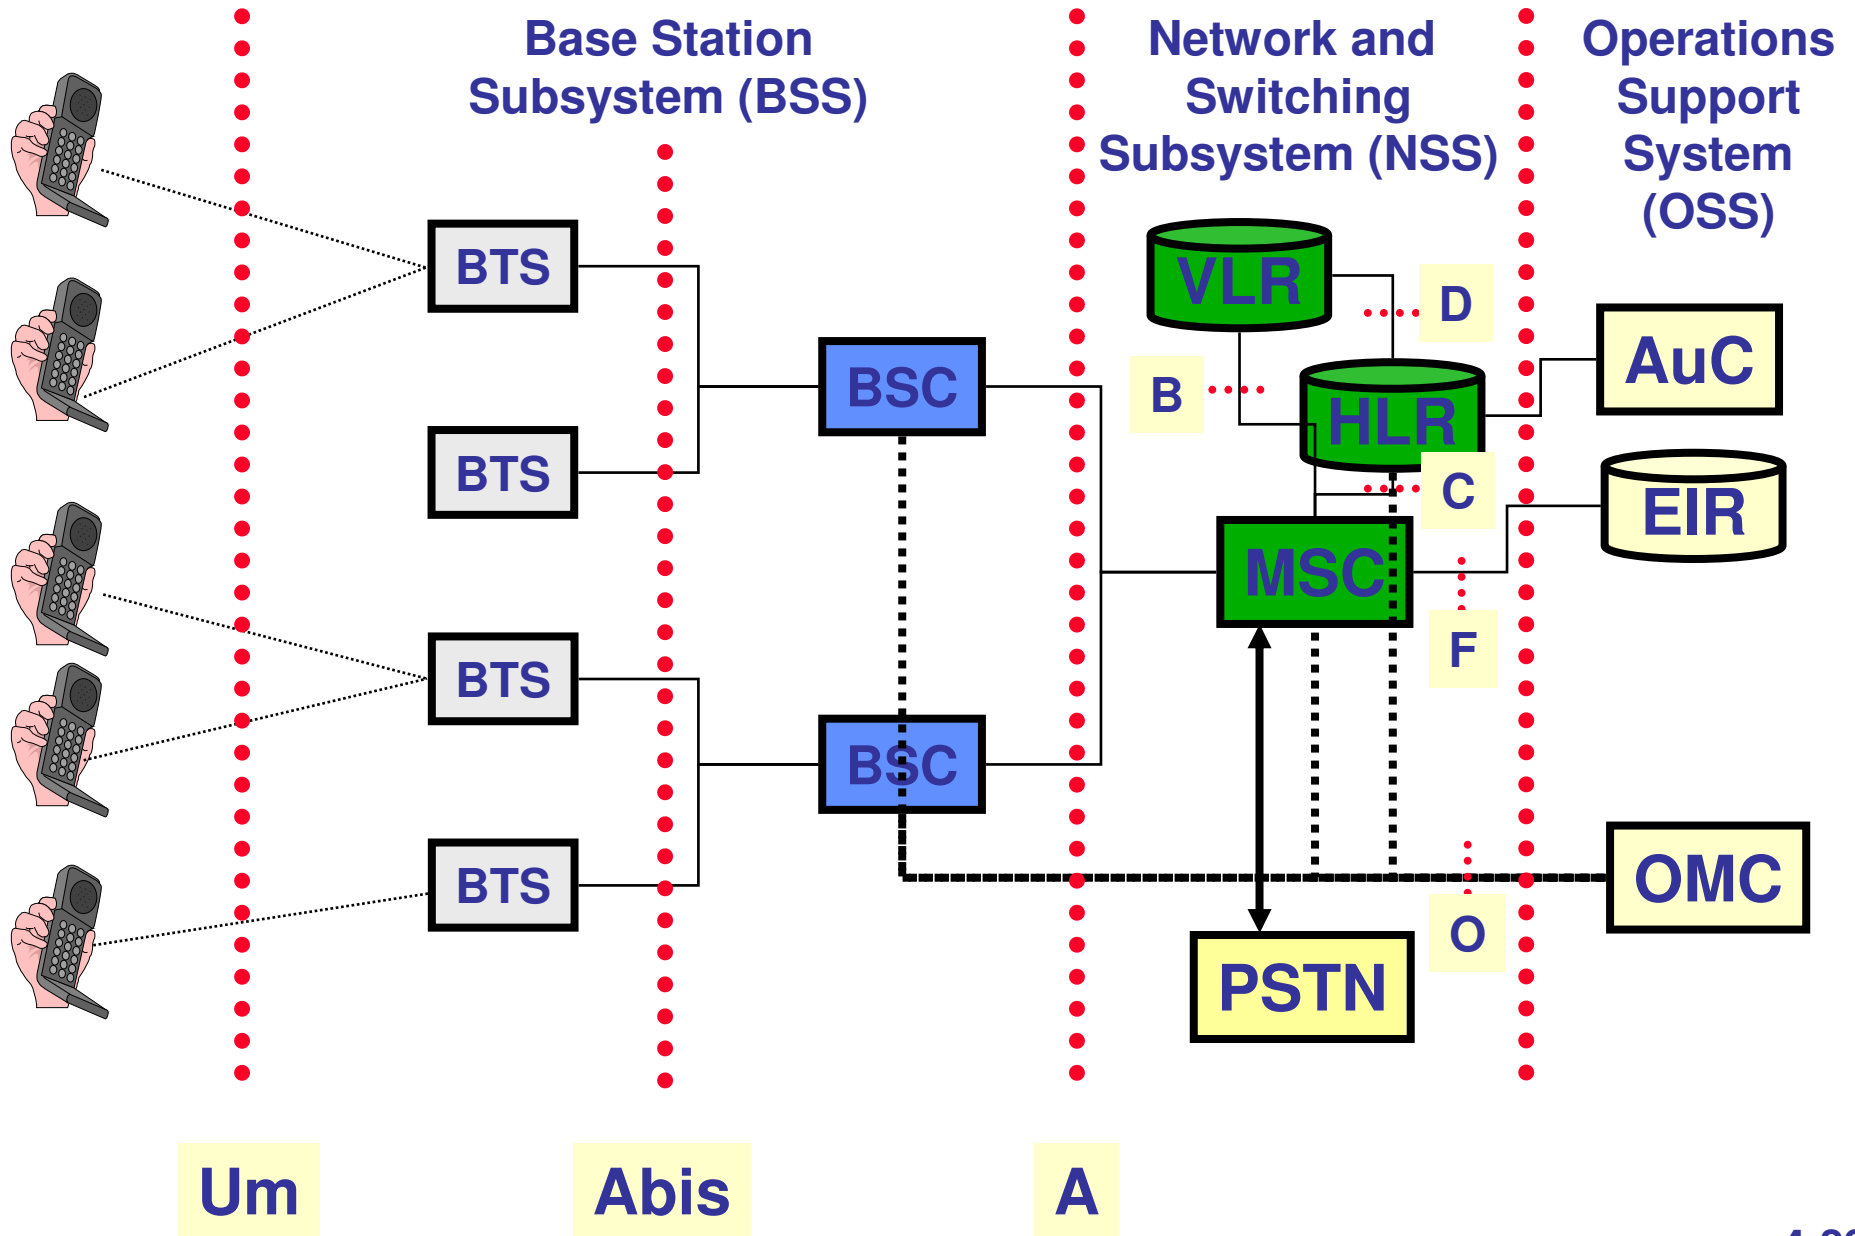 Base Station
Subsystem (BSS)
Network and
Switching
Subsystem (NSS)
Operations
Support
System
(OSS)
BTS
VLR
D
AuC
BSC
B
HLR
BTS
C
EIR
MSC
F
BTS
BSC
BTS
OMC
O
PSTN
Um
Abis
A